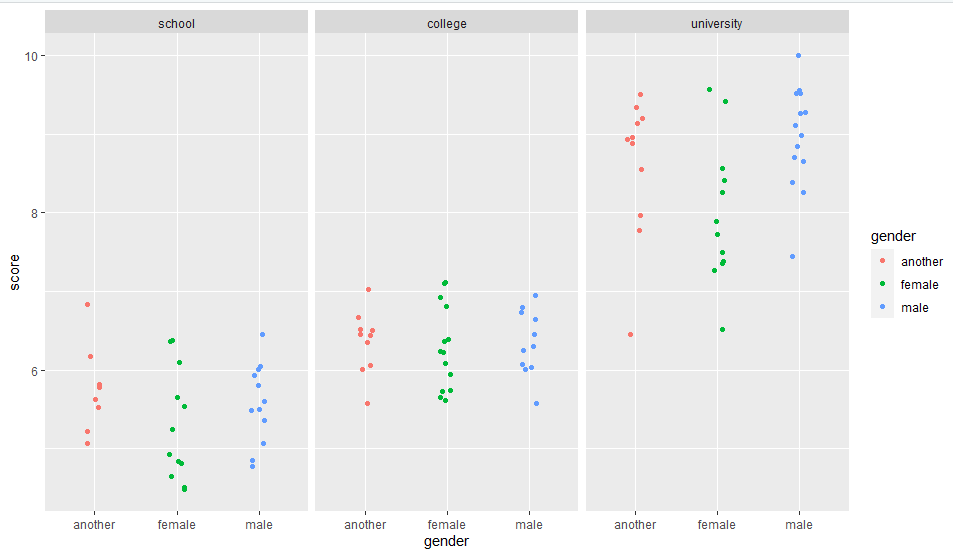 school college university
10
8
6
score
another female male another female male another female male
gender
gender
another
female
male